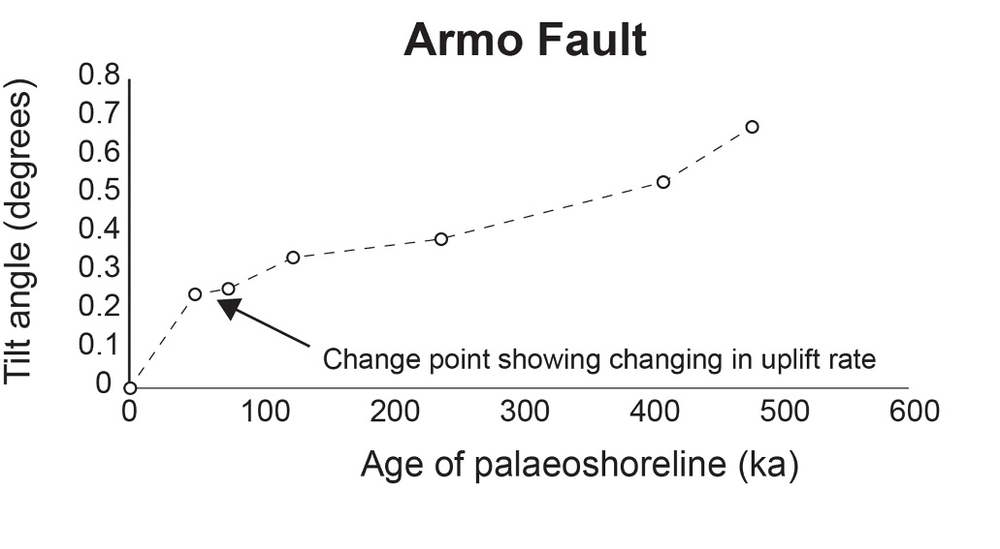 Armo Fault
Tilt angle (degrees)
0.8
0.7
0.6
0.5
0.4
0.3
0.2
0.1
0
Change point showing changing in uplift rate
0 100 200 300 400 500 600
Age of palaeoshoreline (ka)